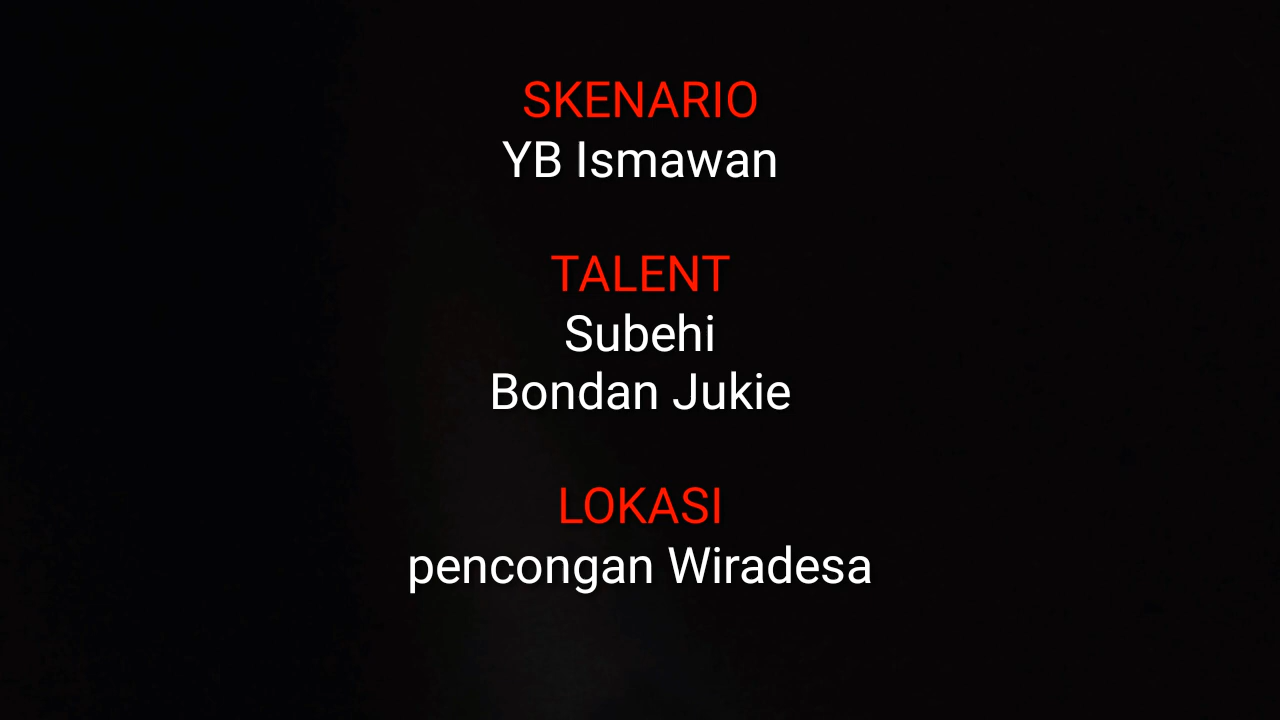 SKENARIO
YB Ismawan
TALENT
Subehi
Bondan Jukie
LOKASI
pencongan Wiradesa